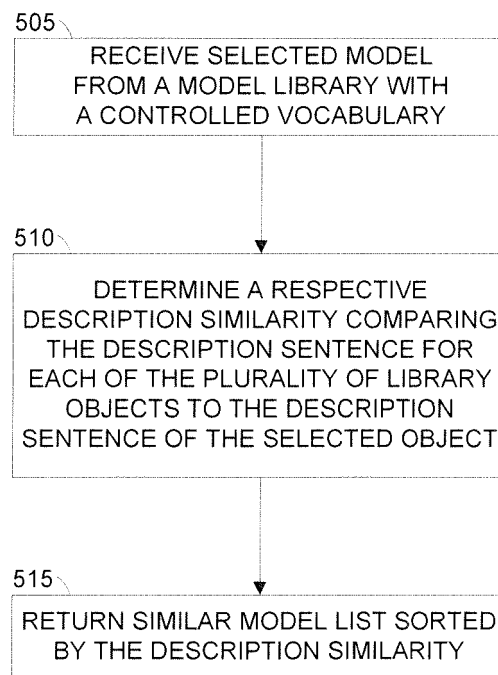 505
RECEIVE SELECTED MODEL
FROM A MODEL LIBRARY WITH
A CONTROLLED VOCABULARY
510
DETERMINE A RESPECTIVE
DESCRIPTION SIMILARITY COMPARING
THE DESCRIPTION SENTENCE FOR
EACH OF THE PLURALITY OF LIBRARY
OBJECTS TO THE DESCRIPTION
SENTENCE OF THE SELECTED OBJECT
515
RETURN SIMILAR MODEL LIST SORTED
BY THE DESCRIPTION SIMILARITY